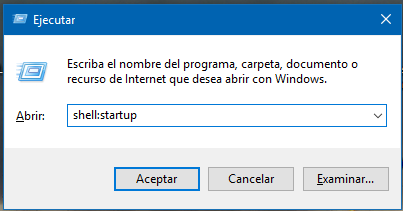 Ejecutar
Escriba el nombre del programa, carpeta, documento o
recurso de Internet que desea abrir con Windows.
Abrir: shell:startup
Aceptar Cancelar Examinar...